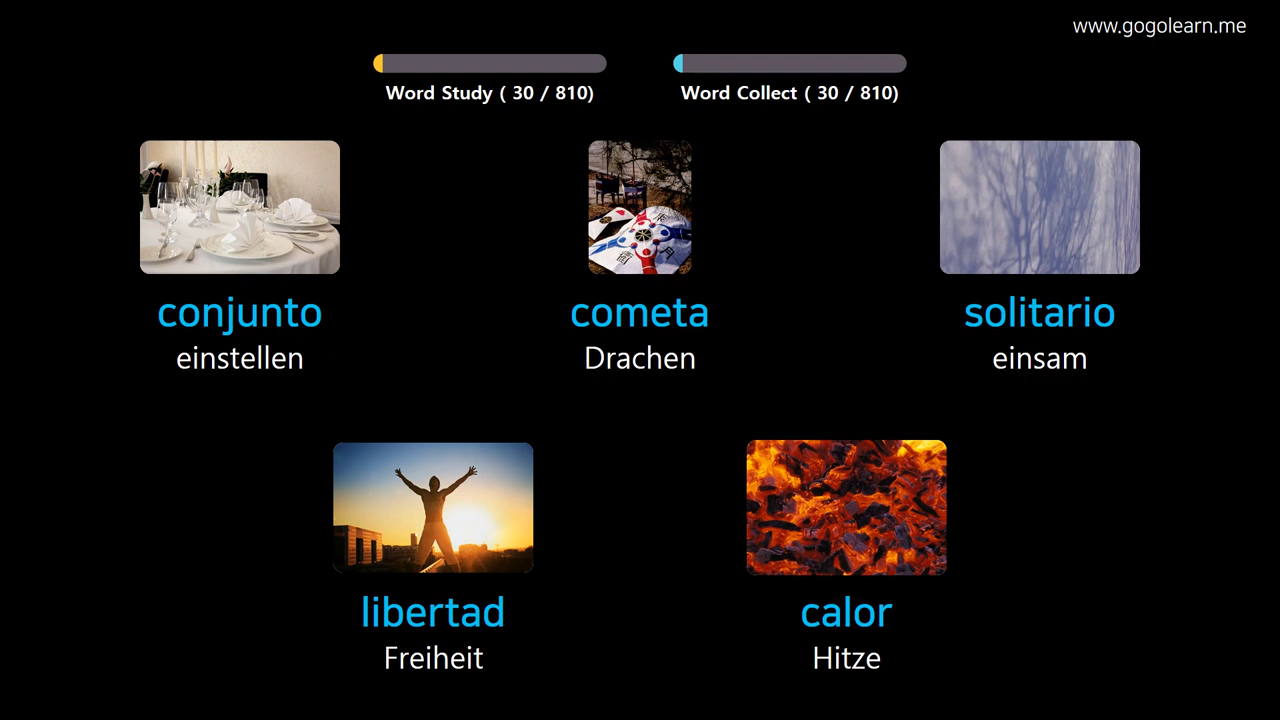 www.gogolearn.me
Word Study ( 30 / 810)
Word Collect ( 30 / 810)
conjunto
einstellen
cometa
Drachen
solitario
einsam
libertad
Freiheit
calor
Hitze